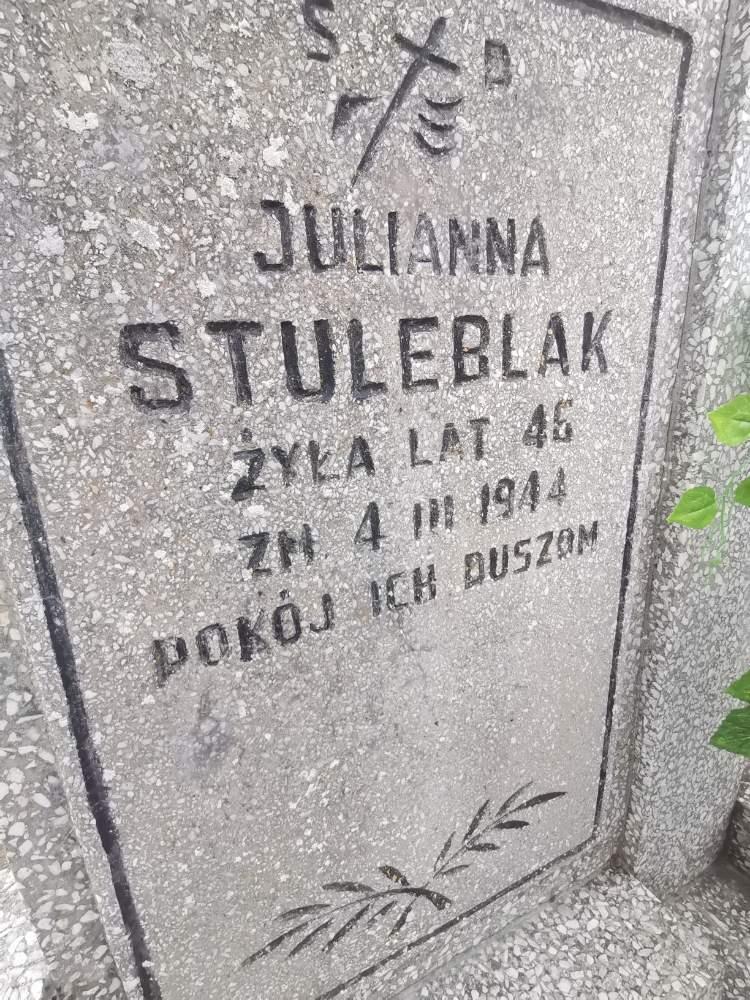 S P
JULIANNA
STULEBLAK
ŻYŁA LAT 46
ZM. 4 III 1944
POKÓJ ICH DUSZOM